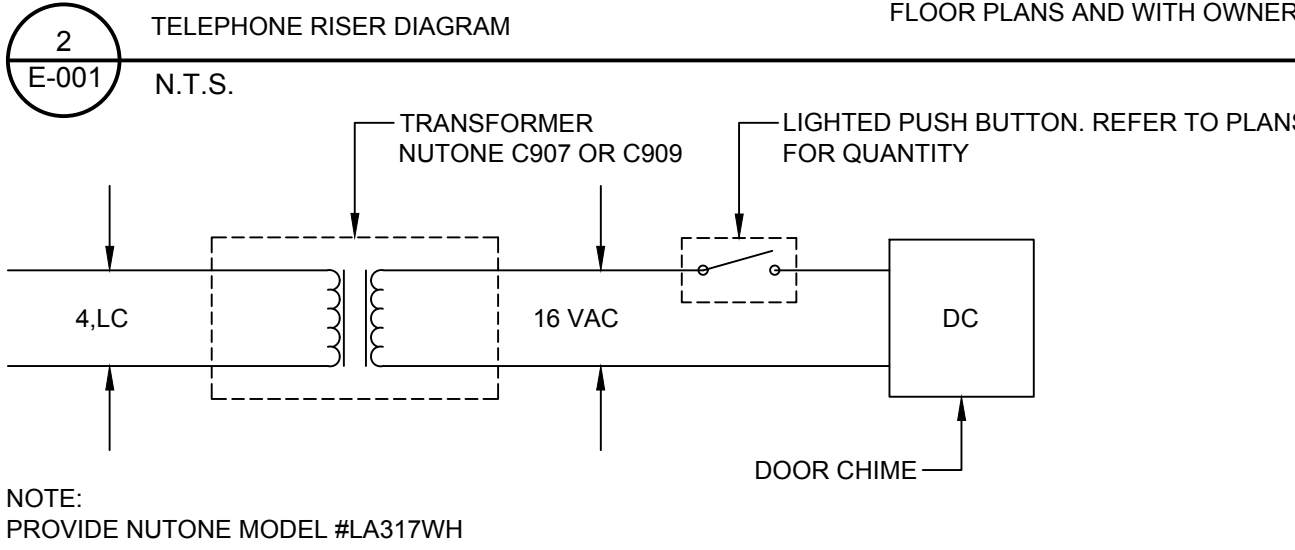 2
E-001
TELEPHONE RISER DIAGRAM
FLOOR PLANS AND WITH OWNER
N.T.S.
TRANSFORMER
NUTONE C907 OR C909
LIGHTED PUSH BUTTON. REFER TO PLANS
FOR QUANTITY
4,LC
16 VAC
DC
DOOR CHIME
NOTE:
PROVIDE NUTONE MODEL #LA317WH